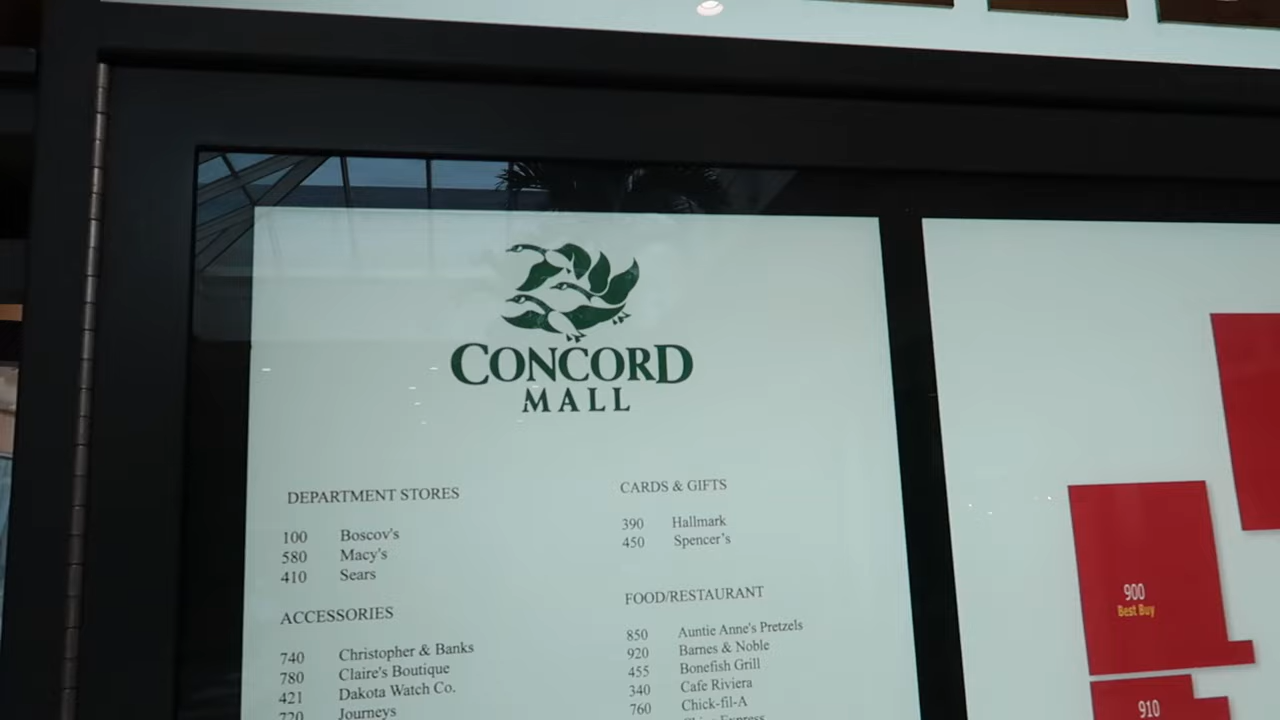 CONCORD
MALL
DEPARTMENT STORES
100 Boscov's
580 Macy's
410 Sears
ACCESSORIES
740 Christopher & Banks
780 Claire's Boutique
421 Dakota Watch Co.
720 Journeys
CARDS & GIFTS
390 Hallmark
450 Spencer's
FOOD/RESTAURANT
850 Auntie Anne's Pretzels
920 Barnes & Noble
455 Bonefish Grill
340 Cafe Riviera
760 Chick-fil-A
Express
900
Best Buy
910